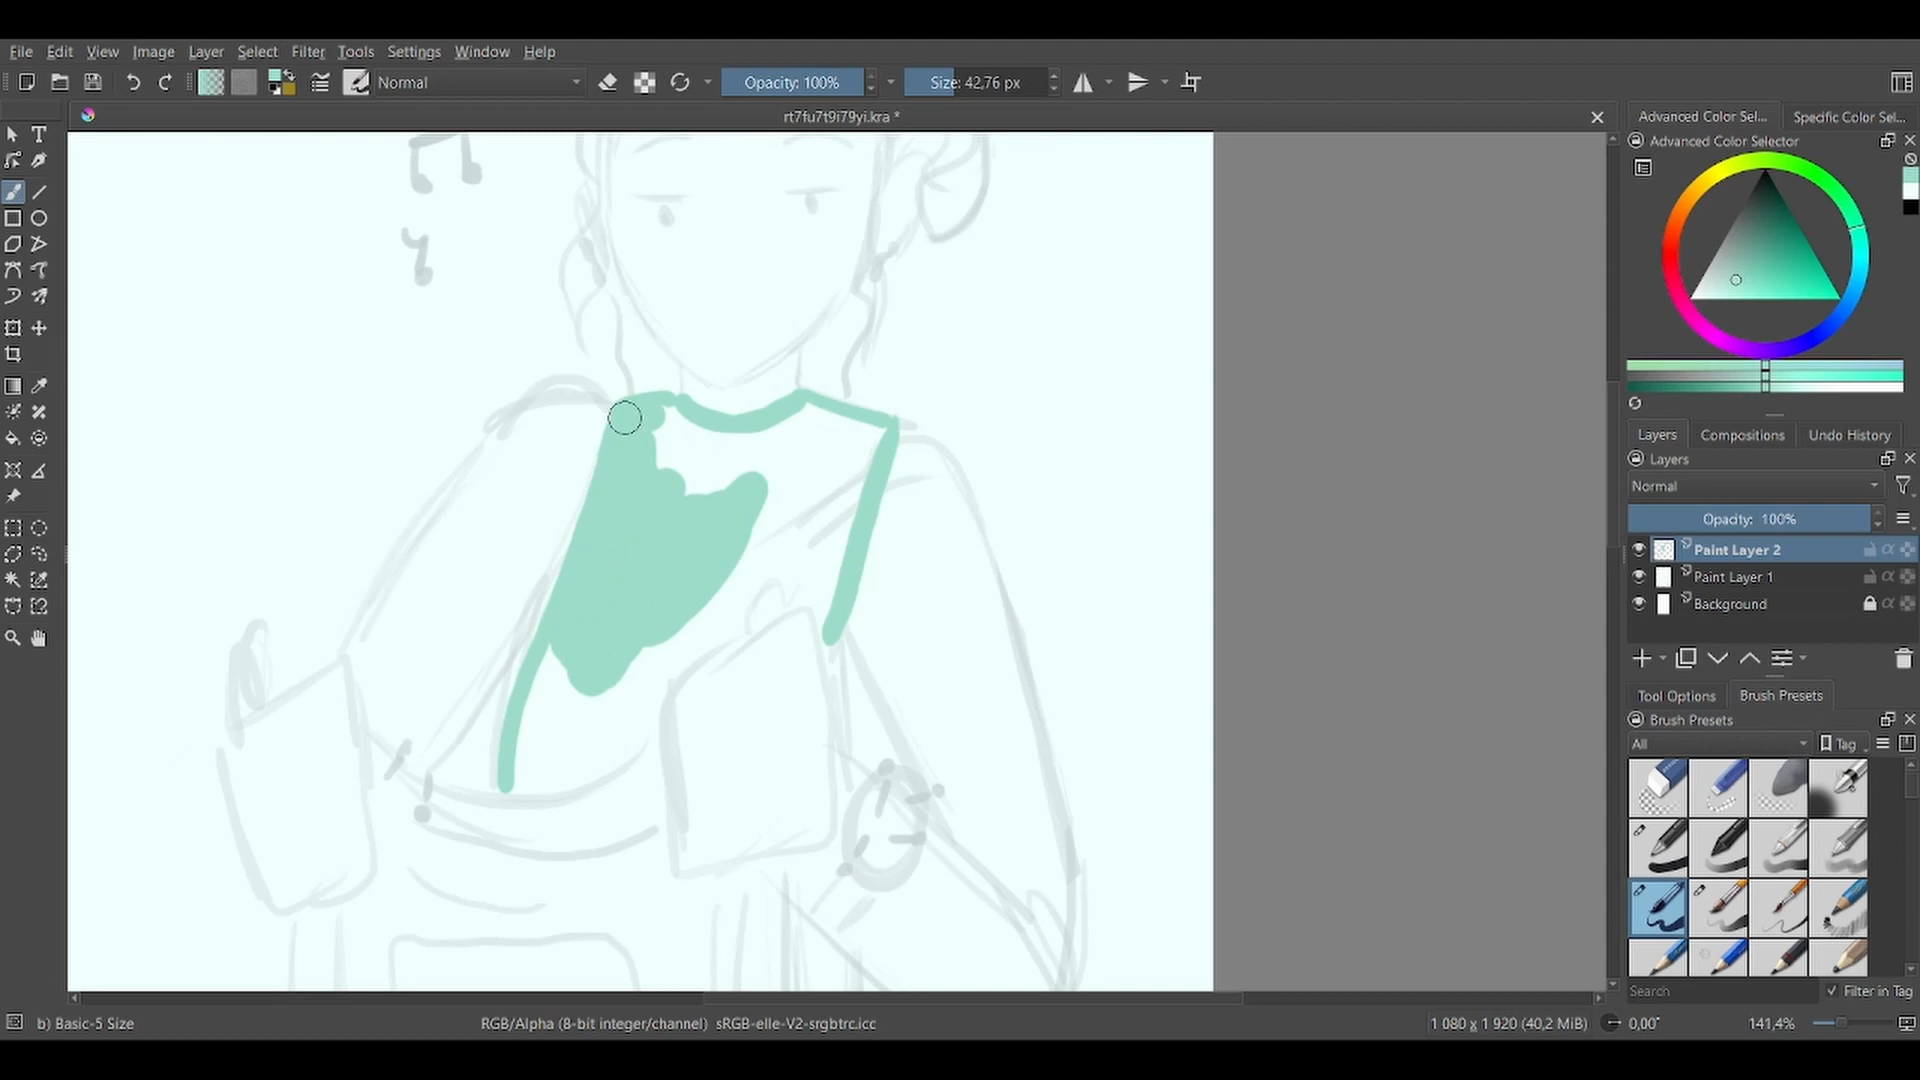 File Edit View Image Layer Select Filter Tools Settings Window Help
Normal Opacity: 100% Size: 42,76 px
rt7fu7t9i79yi.kra *
Advanced Color Sel... Specific Color Sel...
Advanced Color Selector
Layers Compositions Undo History
Layers
Normal
Opacity: 100%
Paint Layer 2
Paint Layer 1
Background
Tool Options Brush Presets
Brush Presets
All Tag
Search Filter in Tag
b) Basic-5 Size RGB/Alpha (8-bit integer/channel) sRGB-elle-V2-srgbtrc.icc 1 080 x 1 920 (40,2 MiB) 0,00° 141,4%